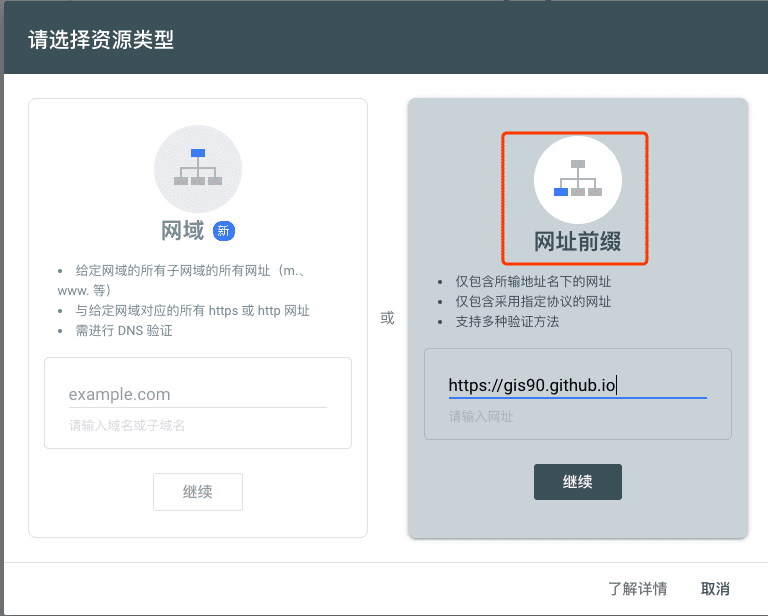 请选择资源类型
网域 新
给定网域的所有子网域的所有网址（m.、
www. 等）
与给定网域对应的所有 https 或 http 网址
需进行 DNS 验证
example.com
请输入域名或子域名
继续
或
网址前缀
仅包含所输地址名下的网址
仅包含采用指定协议的网址
支持多种验证方法
https://gis90.github.io
请输入网址
继续
了解详情 取消